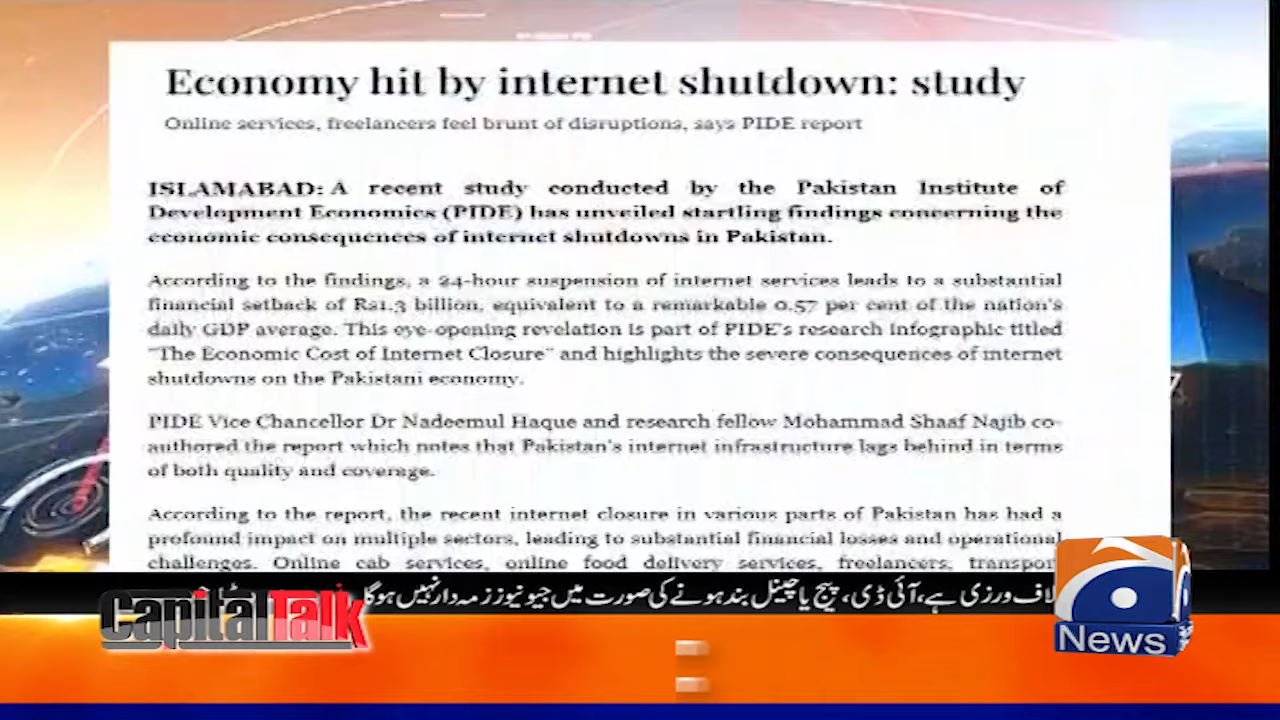 Economy hit by internet shutdown: study
Online services, freelancers feel brunt of disruptions, says PIDE report
ISLAMABAD: A recent study conducted by the Pakistan Institute of
Development Economics (PIDE) has unveiled startling findings concerning the
economic consequences of internet shutdowns in Pakistan.
According to the findings, a 24-hour suspension of internet services leads to a substantial
financial setback of Rs1.3 billion, equivalent to a remarkable 0.57 per cent of the nation's
daily GDP average. This eye-opening revelation is part of PIDE's research infographic titled
"The Economic Cost of Internet Closure" and highlights the severe consequences of internet
shutdowns on the Pakistani economy.
PIDE Vice Chancellor Dr Nadeemul Haque and research fellow Mohammad Shaaf Najib co-
authored the report which notes that Pakistan's internet infrastructure lags behind in terms
of both quality and coverage.
According to the report, the recent internet closure in various parts of Pakistan has had a
profound impact on multiple sectors, leading to substantial financial losses and operational
challenges. Online cab services, online food delivery services, freelancers, transport
ورزی ہے، آئی ڈی، پیج یا چینل بند ہونے کی صورت میں جیو نیوز ذمہ دار نہیں ہوگا
Capital Talk
News